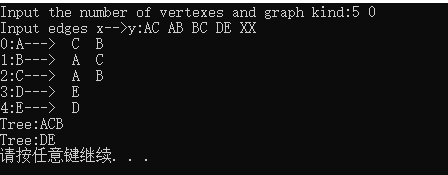 Input the number of vertexes and graph kind:5 0
Input edges x-->y:AC AB BC DE XX
0:A--->  C  B
1:B--->  A  C
2:C--->  A  B
3:D--->  E
4:E--->  D
Tree:ACB
Tree:DE
请按任意键继续. . .